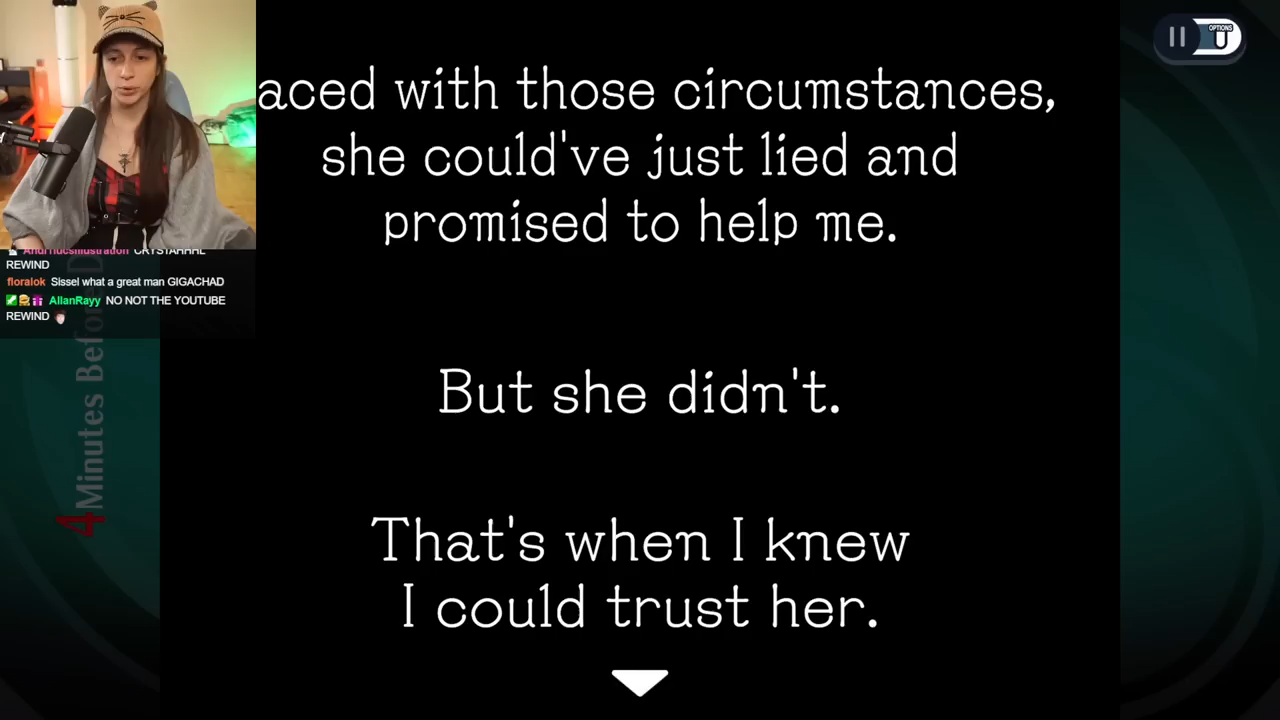 OPTIONS
aced with those circumstances,
she could've just lied and
promised to help me.
But she didn't.
That's when I knew
I could trust her.
CRYSTAHHHL
REWIND
floralok Sissel what a great man GIGACHAD
AllanRayy NO NOT THE YOUTUBE
REWIND
4 Minutes Before D